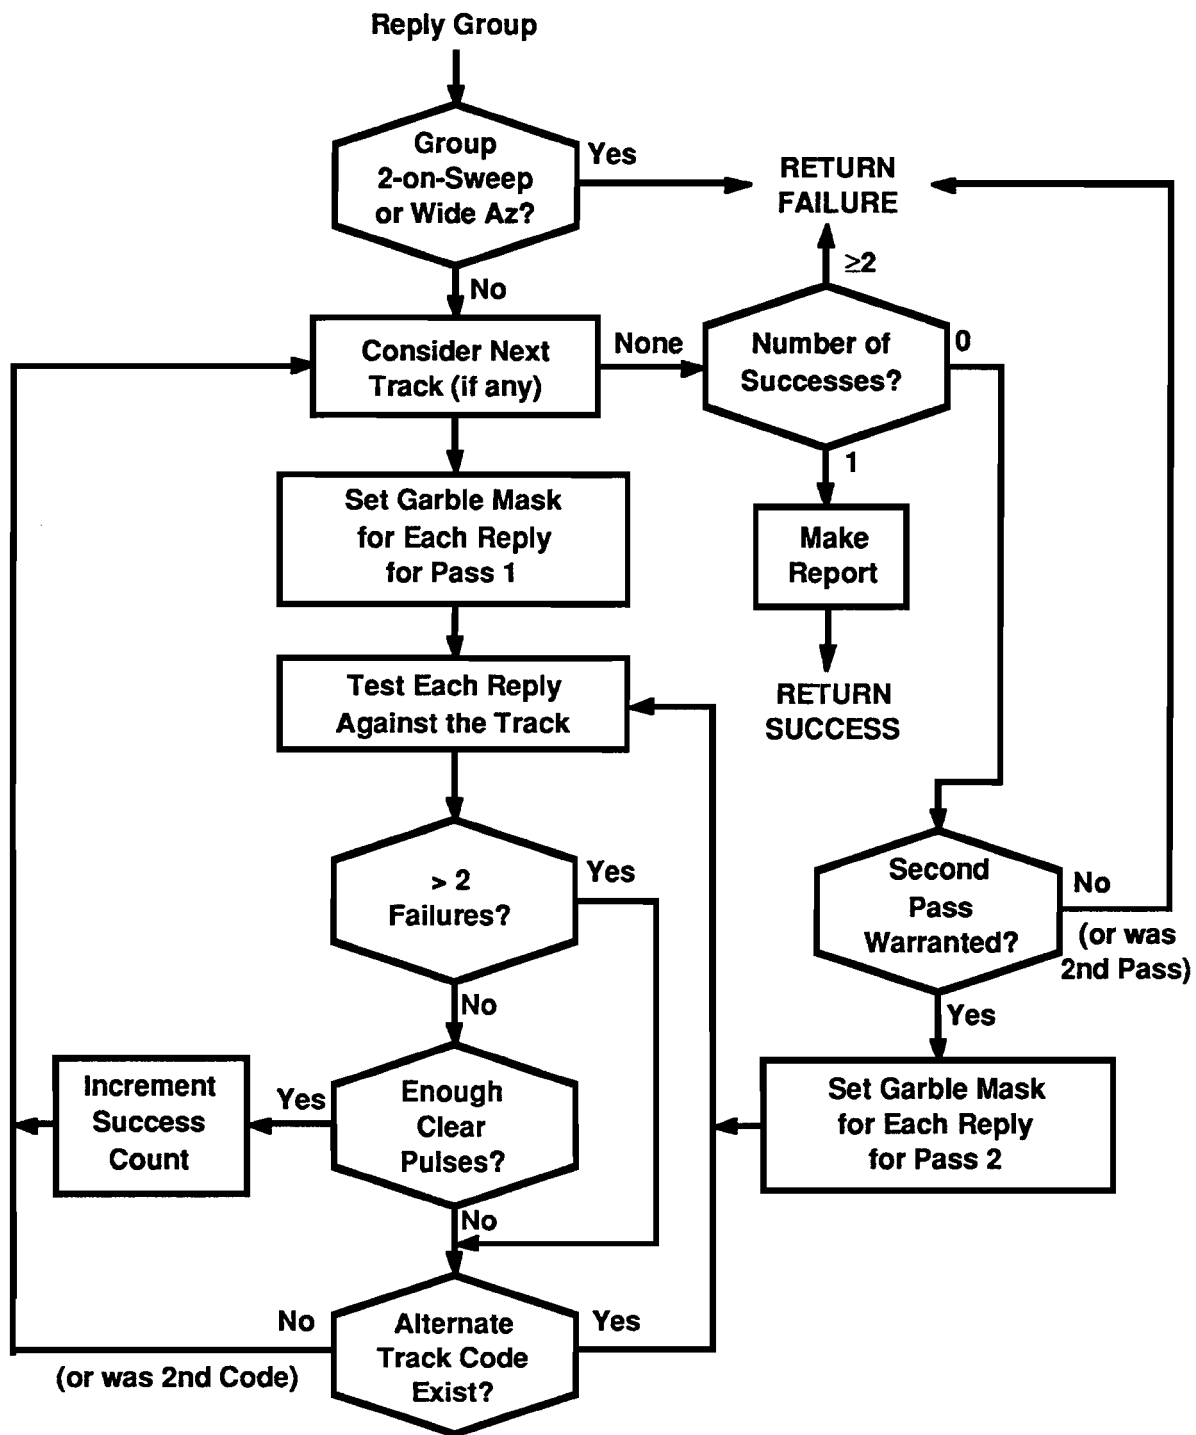 Reply Group
Group
2-on-Sweep
or Wide Az?
Yes
RETURN
FAILURE
No
≥2
Consider Next
Track (if any)
None
Number of
Successes?
0
1
Set Garble Mask
for Each Reply
for Pass 1
Make
Report
Test Each Reply
Against the Track
RETURN
SUCCESS
> 2
Failures?
Yes
No
Second
Pass
Warranted?
No
(or was
2nd Pass)
Yes
Enough
Clear
Pulses?
Yes
Increment
Success
Count
No
Set Garble Mask
for Each Reply
for Pass 2
Alternate
Track Code
Exist?
No
(or was 2nd Code)
Yes